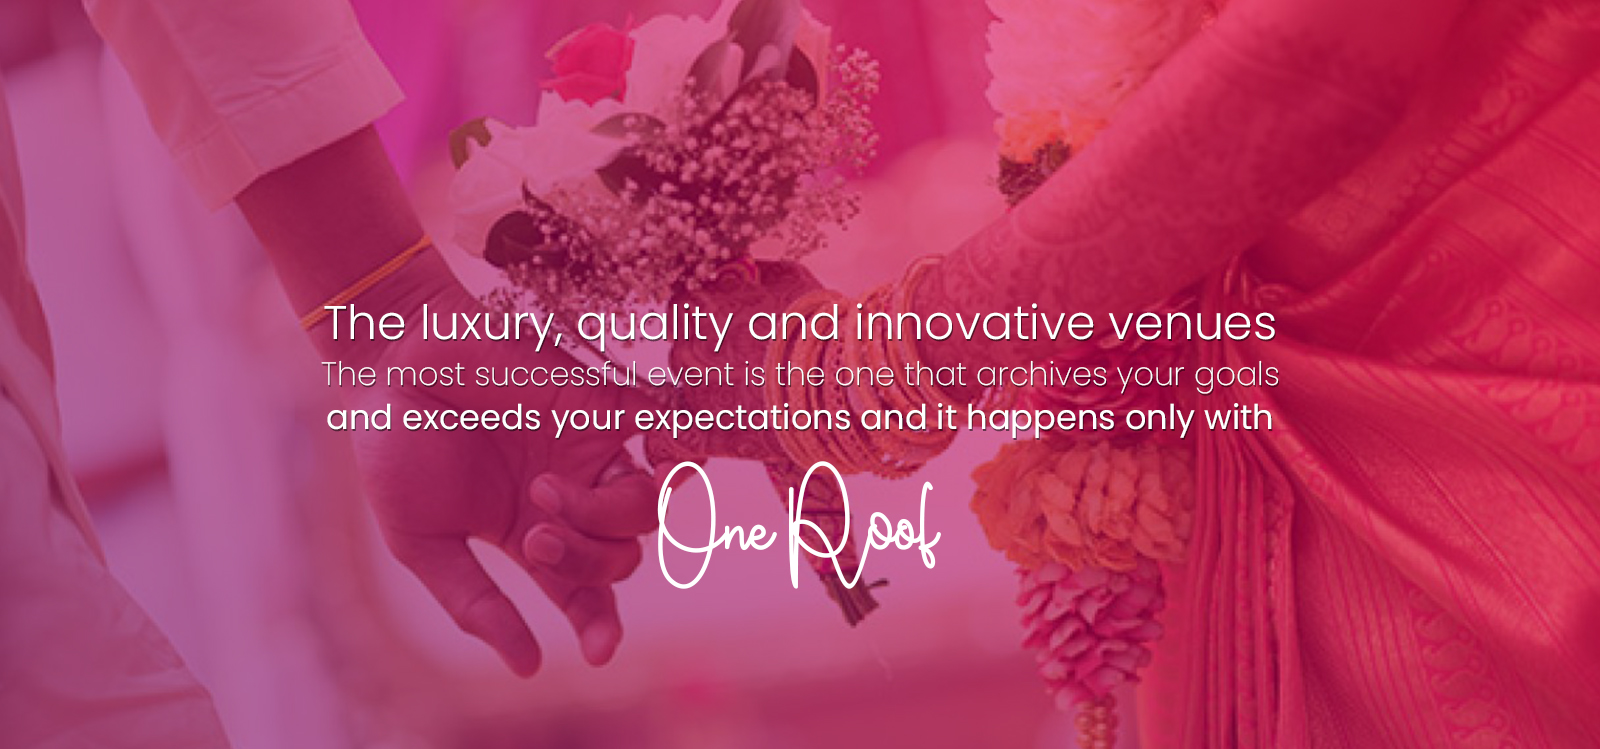 The luxury, quality and innovative venues
The most successful event is the one that archives your goals
and exceeds your expectations and it happens only with
One Roof